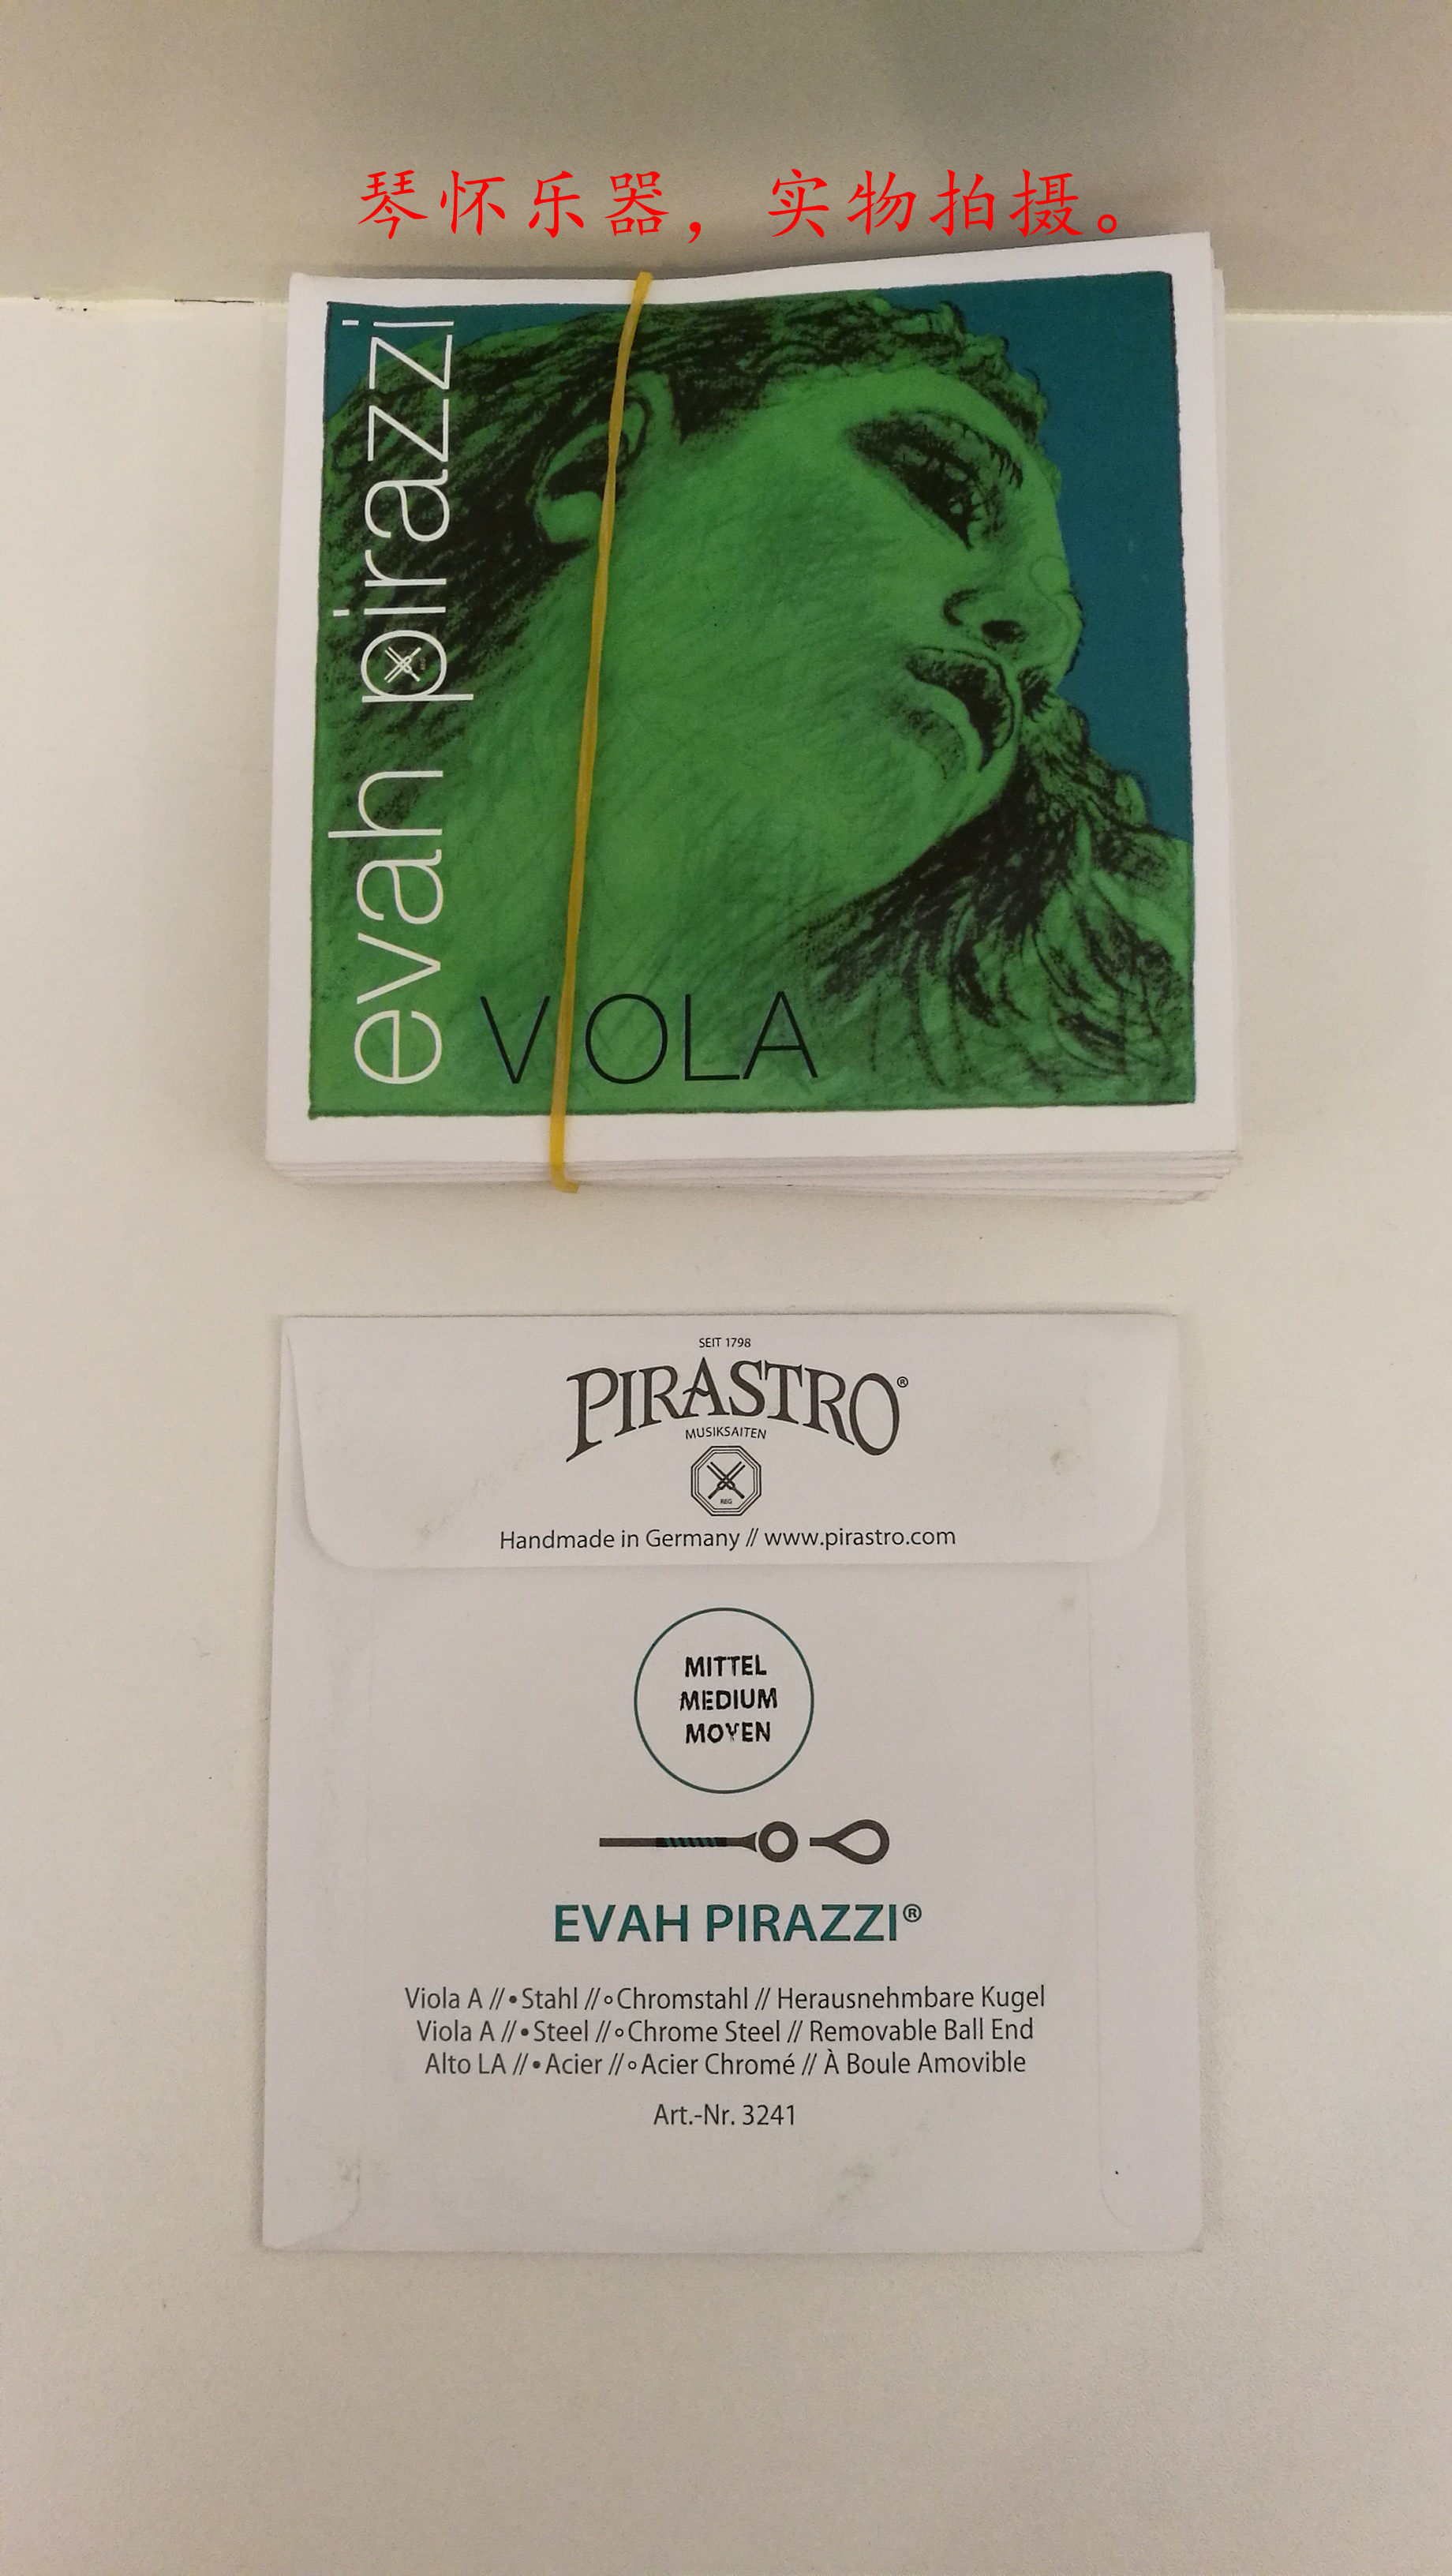 琴怀乐器，实物拍摄。
evah pirazzi
VIOLA
SEIT 1798
PIRASTRO®
MUSIKSAITEN
REG
Handmade in Germany // www.pirastro.com
MITTEL
MEDIUM
MOYEN
EVAH PIRAZZI®
Viola A //•Stahl //∘Chromstahl // Herausnehmbare Kugel
Viola A //•Steel //∘Chrome Steel // Removable Ball End
Alto LA //•Acier //∘Acier Chromé // À Boule Amovible
Art.-Nr. 3241